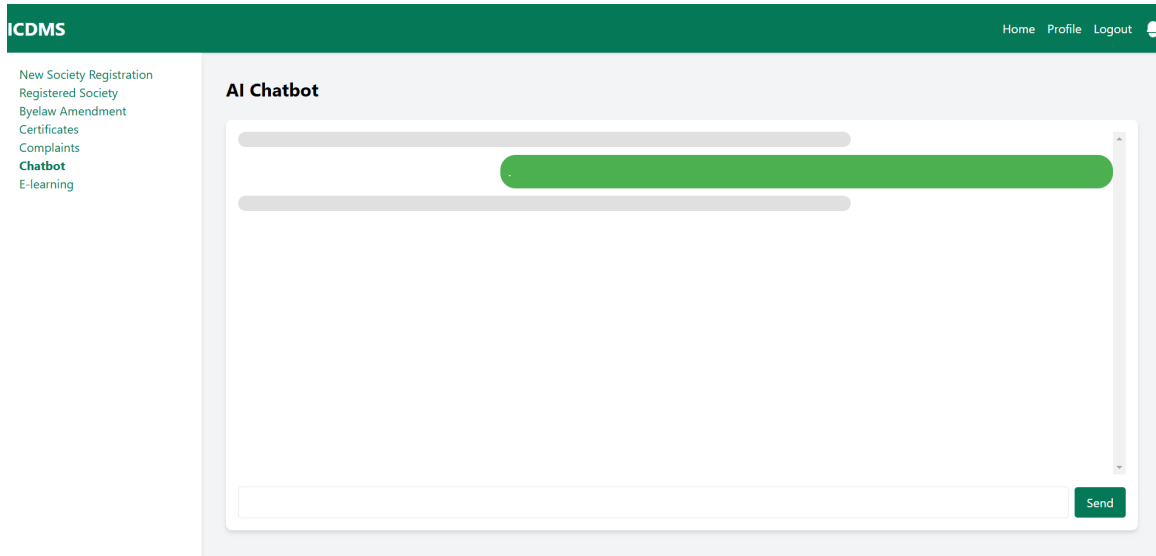 ICDMS
Home Profile Logout
New Society Registration
Registered Society
Byelaw Amendment
Certificates
Complaints
Chatbot
E-learning
AI Chatbot
.
Send